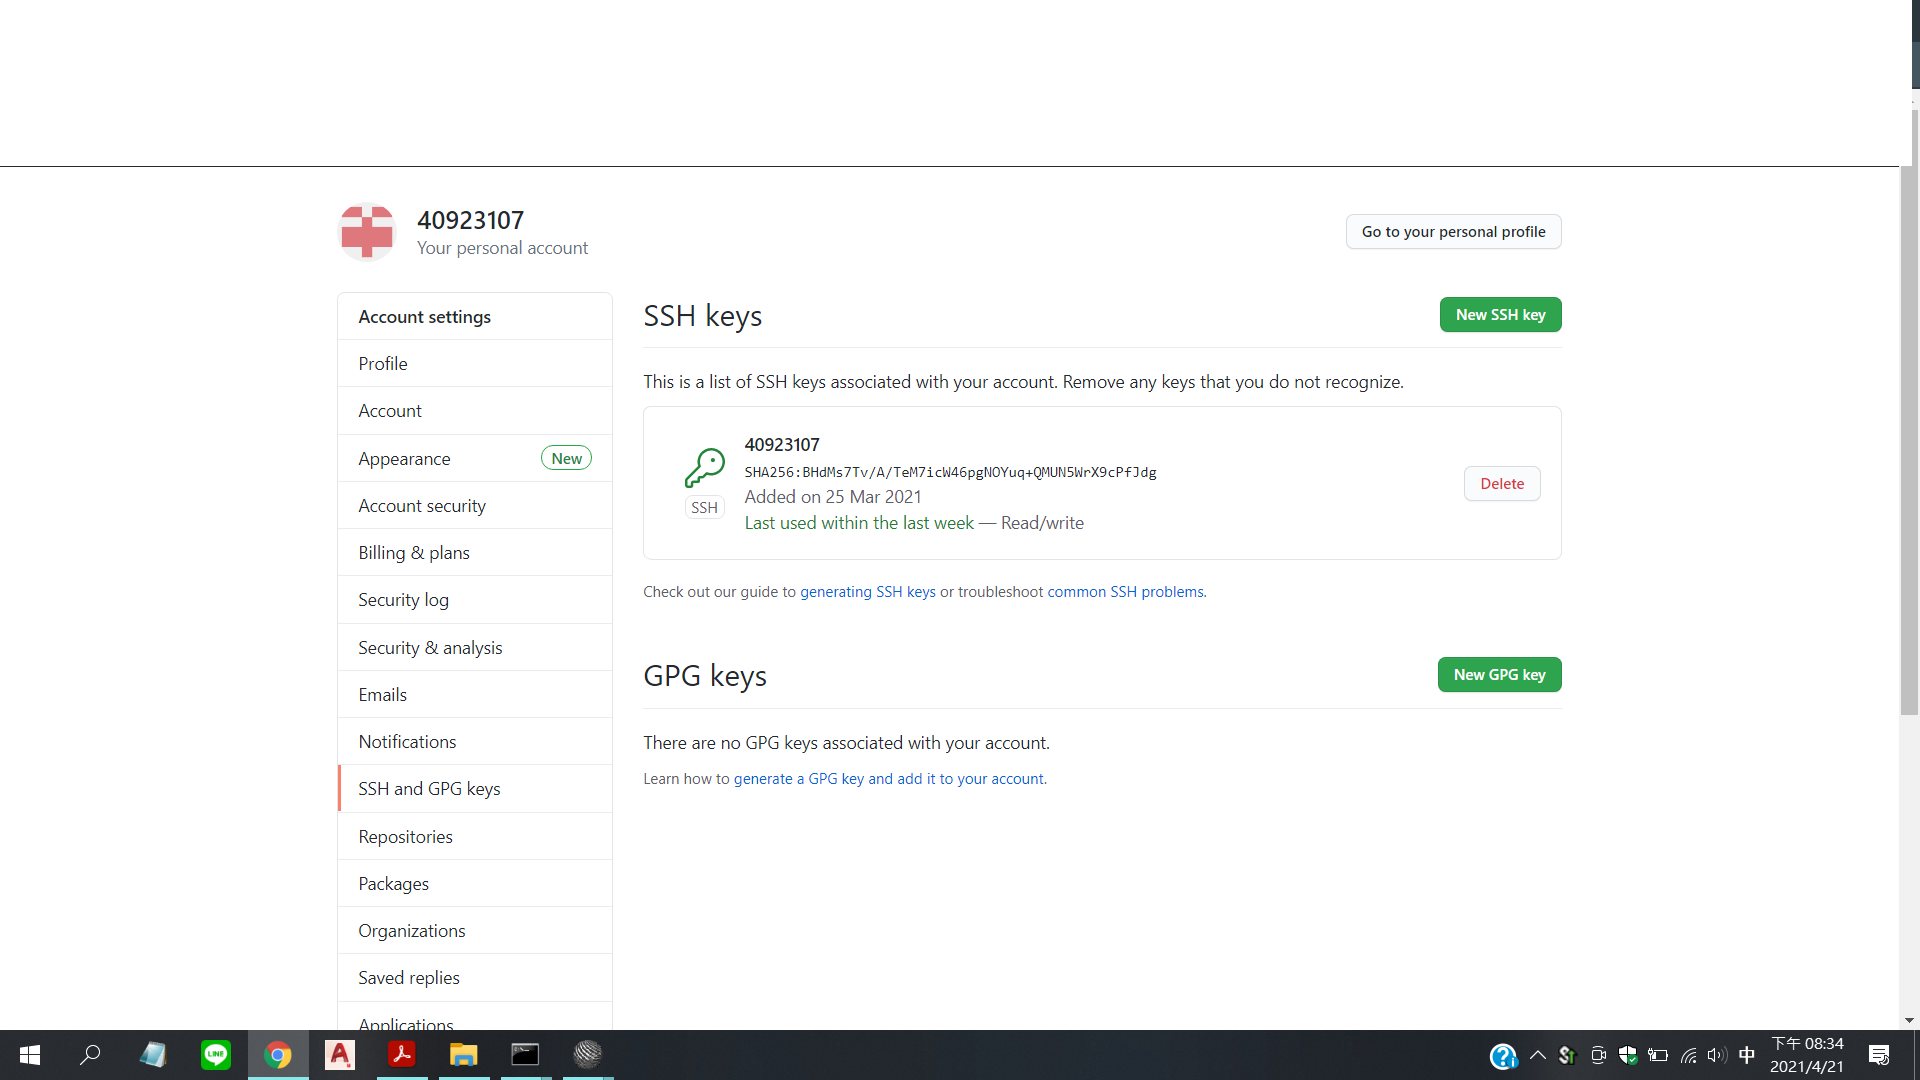 40923107
Your personal account
Go to your personal profile
Account settings
Profile
Account
Appearance
New
Account security
Billing & plans
Security log
Security & analysis
Emails
Notifications
SSH and GPG keys
Repositories
Packages
Organizations
Saved replies
Applications
SSH keys
New SSH key
This is a list of SSH keys associated with your account. Remove any keys that you do not recognize.
40923107
SHA256:BHdMs7Tv/A/TeM7icW46pgNOYuq+QMUN5WrX9cPfJdg
Added on 25 Mar 2021
Last used within the last week — Read/write
SSH
Delete
Check out our guide to generating SSH keys or troubleshoot common SSH problems.
GPG keys
New GPG key
There are no GPG keys associated with your account.
Learn how to generate a GPG key and add it to your account.
LINE
中
下午 08:34
2021/4/21